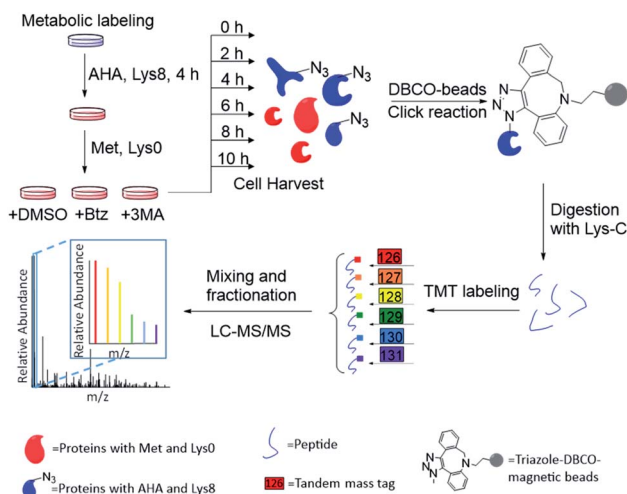 Metabolic labeling
AHA, Lys8, 4 h
Met, Lys0
+DMSO +Btz +3MA
0 h
2 h
4 h
6 h
8 h
10 h
N3
N3
N3
Cell Harvest
DBCO-beads
Click reaction
N
N
N
N
Digestion
with Lys-C
TMT labeling
126
127
128
129
130
131
Mixing and
fractionation
LC-MS/MS
Relative Abundance
m/z
Relative Abundance
m/z
=Proteins with Met and Lys0
N3
=Proteins with AHA and Lys8
=Peptide
126 =Tandem mass tag
N
N
N
N
=Triazole-DBCO-
magnetic beads